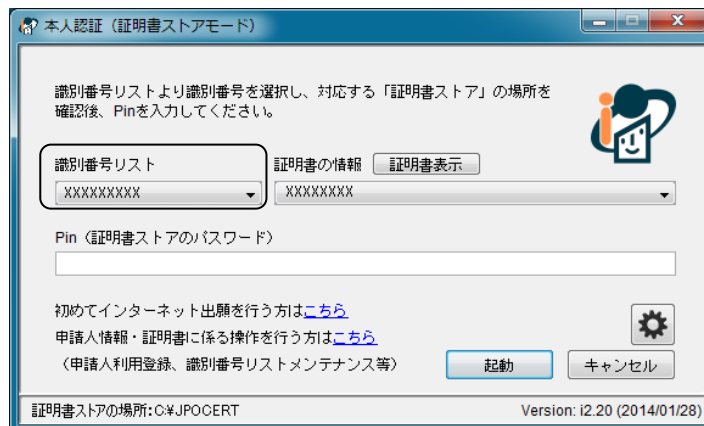 本人認証（証明書ストアモード）
識別番号リストより識別番号を選択し、対応する「証明書ストア」の場所を
確認後、Pinを入力してください。
識別番号リスト
証明書の情報 証明書表示
XXXXXXXXX
XXXXXXXX
Pin（証明書ストアのパスワード）
初めてインターネット出願を行う方はこちら
申請人情報・証明書に係る操作を行う方はこちら
（申請人利用登録、識別番号リストメンテナンス等）
起動 キャンセル
証明書ストアの場所:C:¥JPOCERT Version: i2.20 (2014/01/28)